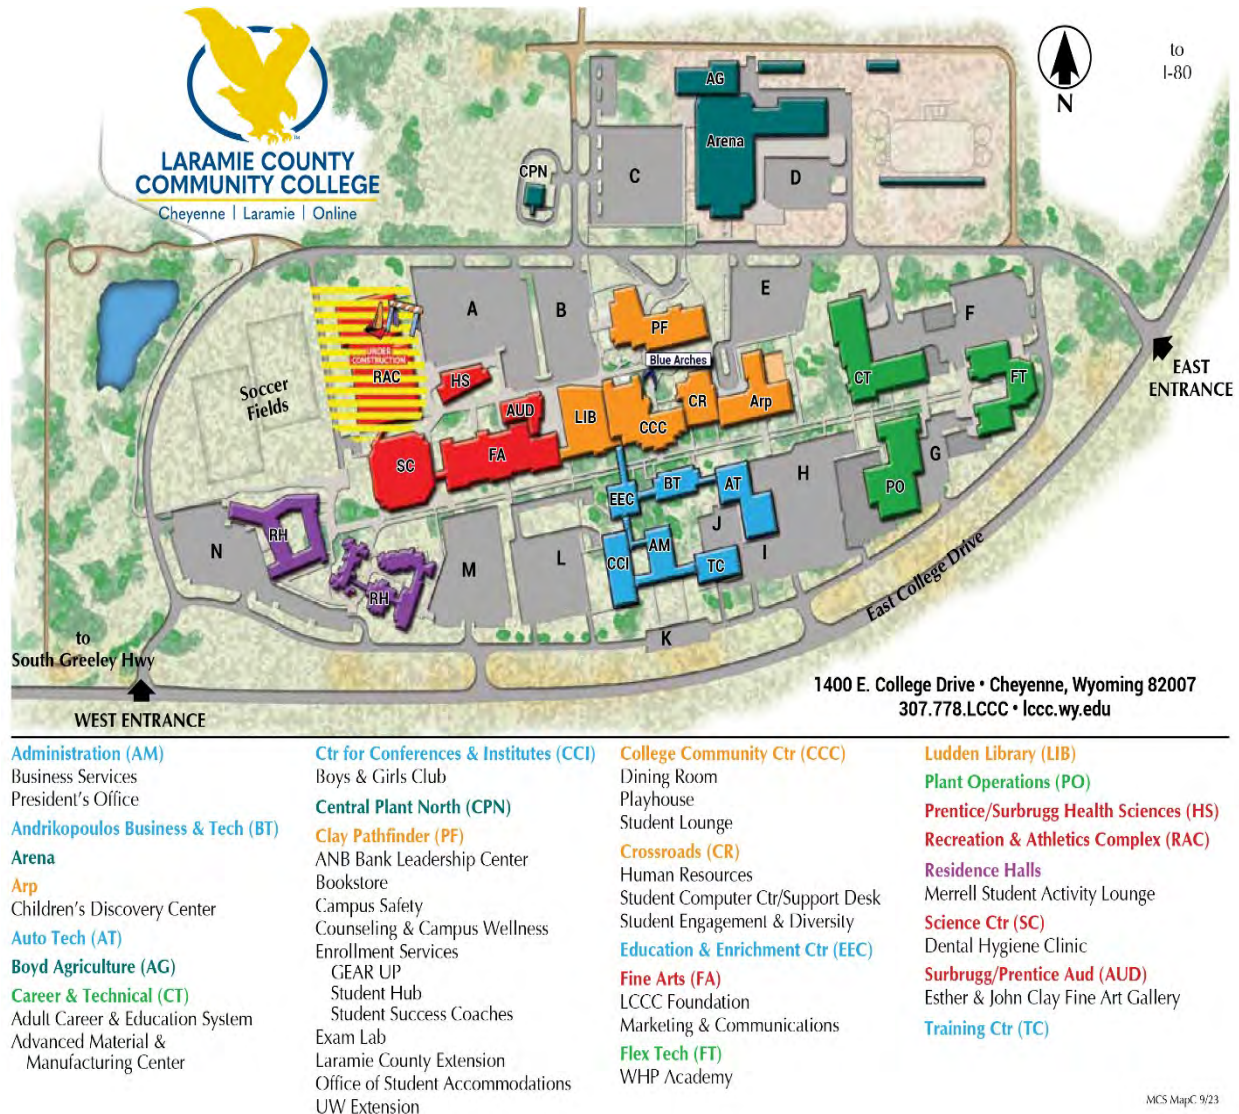 LARAMIE COUNTY
COMMUNITY COLLEGE
Cheyenne | Laramie | Online
N
to
I-80
AG
Arena
CPN
C
D
A
B
E
F
PF
Blue Arches
EAST
ENTRANCE
UNDER
CONSTRUCTION
RAC
HS
Soccer
Fields
AUD
LIB
CCC
CR
Arp
CT
FT
SC
FA
EEC
BT
AT
H
PO
G
N
RH
M
L
CCI
AM
J
TC
I
RH
K
East College Drive
to
South Greeley Hwy
WEST ENTRANCE
1400 E. College Drive • Cheyenne, Wyoming 82007
307.778.LCCC • lccc.wy.edu
Administration (AM)
Business Services
President's Office
Andrikopoulos Business & Tech (BT)
Arena
Arp
Children's Discovery Center
Auto Tech (AT)
Boyd Agriculture (AG)
Career & Technical (CT)
Adult Career & Education System
Advanced Material &
Manufacturing Center
Ctr for Conferences & Institutes (CCI)
Boys & Girls Club
Central Plant North (CPN)
Clay Pathfinder (PF)
ANB Bank Leadership Center
Bookstore
Campus Safety
Counseling & Campus Wellness
Enrollment Services
GEAR UP
Student Hub
Student Success Coaches
Exam Lab
Laramie County Extension
Office of Student Accommodations
UW Extension
College Community Ctr (CCC)
Dining Room
Playhouse
Student Lounge
Crossroads (CR)
Human Resources
Student Computer Ctr/Support Desk
Student Engagement & Diversity
Education & Enrichment Ctr (EEC)
Fine Arts (FA)
LCCC Foundation
Marketing & Communications
Flex Tech (FT)
WHP Academy
Ludden Library (LIB)
Plant Operations (PO)
Prentice/Surbrugg Health Sciences (HS)
Recreation & Athletics Complex (RAC)
Residence Halls
Merrell Student Activity Lounge
Science Ctr (SC)
Dental Hygiene Clinic
Surbrugg/Prentice Aud (AUD)
Esther & John Clay Fine Art Gallery
Training Ctr (TC)
MCS MapC 9/23